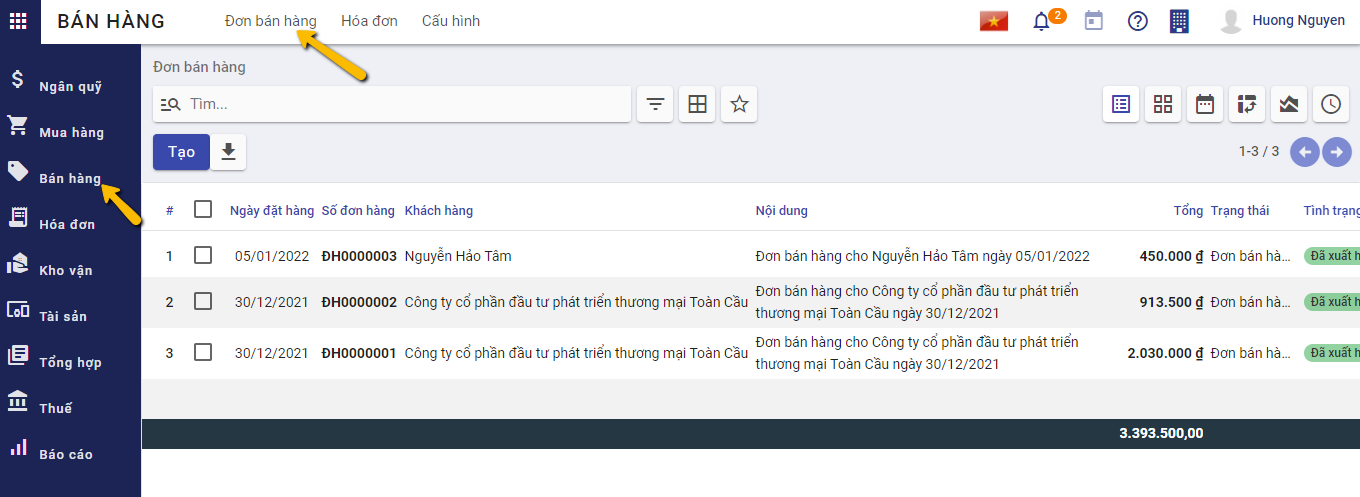 BÁN HÀNG Đơn bán hàng Hóa đơn Cấu hình 2 Huong Nguyen
Ngân quỹ
Mua hàng
Bán hàng
Hóa đơn
Kho vận
Tài sản
Tổng hợp
Thuế
Báo cáo
Đơn bán hàng
Tìm...
Tạo 1-3 / 3
# Ngày đặt hàng Số đơn hàng Khách hàng Nội dung Tổng Trạng thái Tình trạng
1 05/01/2022 ĐH0000003 Nguyễn Hảo Tâm Đơn bán hàng cho Nguyễn Hảo Tâm ngày 05/01/2022 450.000 ₫ Đơn bán hà... Đã xuất h
2 30/12/2021 ĐH0000002 Công ty cổ phần đầu tư phát triển thương mại Toàn Cầu Đơn bán hàng cho Công ty cổ phần đầu tư phát triển 913.500 ₫ Đơn bán hà... Đã xuất h
thương mại Toàn Cầu ngày 30/12/2021
3 30/12/2021 ĐH0000001 Công ty cổ phần đầu tư phát triển thương mại Toàn Cầu Đơn bán hàng cho Công ty cổ phần đầu tư phát triển 2.030.000 ₫ Đơn bán hà... Đã xuất h
thương mại Toàn Cầu ngày 30/12/2021
3.393.500,00